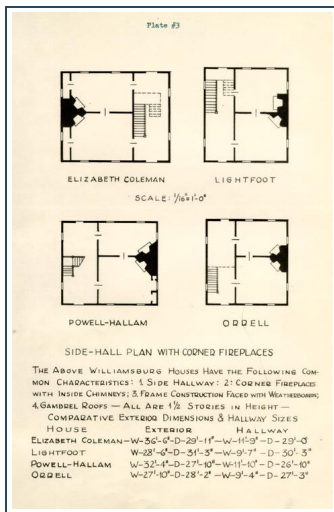 Plate #3
ELIZABETH COLEMAN
LIGHTFOOT
SCALE: 1/16"=1'-0"
POWELL-HALLAM
ORRELL
SIDE-HALL PLAN WITH CORNER FIREPLACES
THE ABOVE WILLIAMSBURG HOUSES HAVE THE FOLLOWING COM-
MON CHARACTERISTICS: 1. SIDE HALLWAY: 2: CORNER FIREPLACES
WITH INSIDE CHIMNEYS; 3. FRAME CONSTRUCTION FACED WITH WEATHERBOARDS;
4. GAMBREL ROOFS — ALL ARE 1½ STORIES IN HEIGHT —
COMPARATIVE EXTERIOR DIMENSIONS & HALLWAY SIZES
HOUSE EXTERIOR HALLWAY
ELIZABETH COLEMAN-W-36'-6"-D-29'-11"-W-11'-9"-D-29'-0
LIGHTFOOT W-28'-6"-D-31'-3"-W-9'-7"-D-30'-3"
POWELL-HALLAM W-32'-4"-D-27'-10"-W-11'-10"-D-26'-10"
ORRELL W-27'-10"-D-28'-2"-W-9'-4"-D-27'-3"